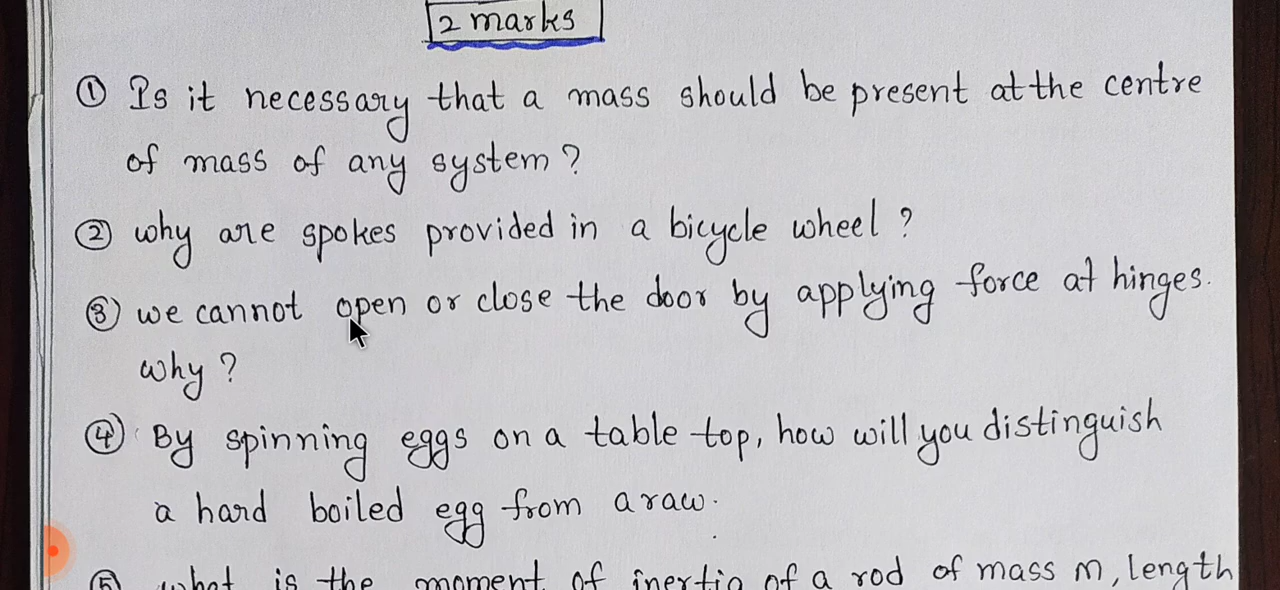 2 marks
① Is it necessary that a mass should be present at the centre
of mass of any system?
② why are spokes provided in a bicycle wheel?
③ we cannot open or close the door by applying force at hinges.
why?
④ By spinning eggs on a table top, how will you distinguish
a hard boiled egg from a raw.
⑤ what is the moment of inertia of a rod of mass M, length